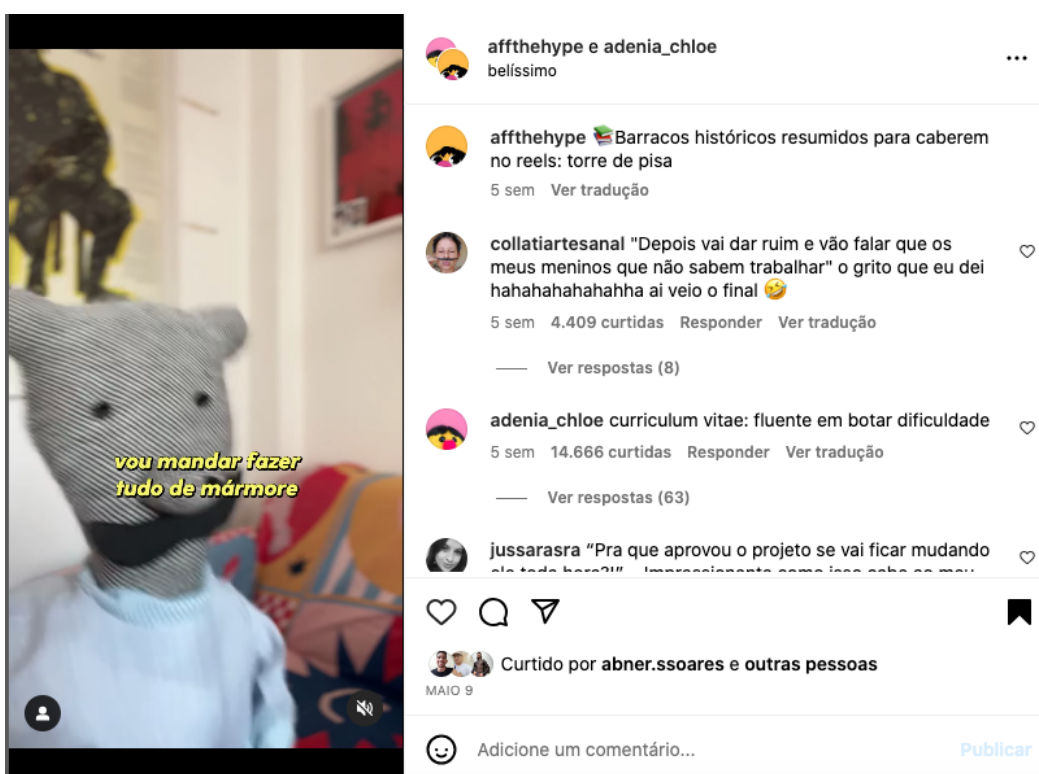 vou mandar fazer
tudo de mármore
affthehype e adenia_chloe
belíssimo
affthehype 📚Barracos históricos resumidos para caberem
no reels: torre de pisa
5 sem Ver tradução
collatiartesanal "Depois vai dar ruim e vão falar que os
meus meninos que não sabem trabalhar" o grito que eu dei
hahahahahahahha ai veio o final 🤣
5 sem 4.409 curtidas Responder Ver tradução
Ver respostas (8)
adenia_chloe curriculum vitae: fluente em botar dificuldade
5 sem 14.666 curtidas Responder Ver tradução
Ver respostas (63)
jussarasra “Pra que aprovou o projeto se vai ficar mudando
Curtido por abner.ssoares e outras pessoas
MAIO 9
Adicione um comentário...
Publicar